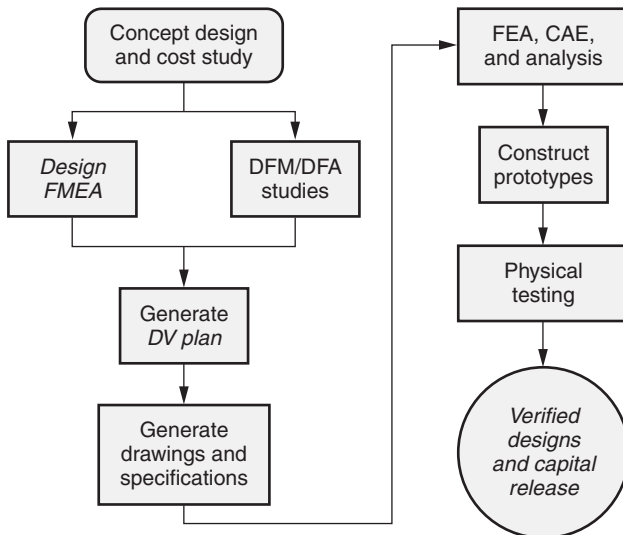 Concept design
and cost study
Design
FMEA
DFM/DFA
studies
Generate
DV plan
Generate
drawings and
specifications
FEA, CAE,
and analysis
Construct
prototypes
Physical
testing
Verified
designs
and capital
release